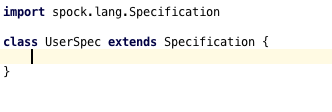 import spock.lang.Specification
class UserSpec extends Specification {
}